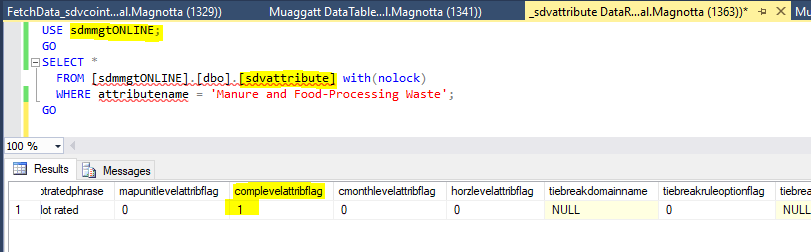 FetchData_sdvcoint...al.Magnotta (1329)) Muaggatt DataTable...l.Magnotta (1341)) _sdvattribute DataR...al.Magnotta (1363))* Mu
USE sdmmgtONLINE;
GO
SELECT *
FROM [sdmmgtONLINE].[dbo].[sdvattribute] with(nolock)
WHERE attributename = 'Manure and Food-Processing Waste';
GO
100 %
Results Messages
otratedphrase mapunitlevelattribflag complevelattribflag cmonthlevelattribflag horzlevelattribflag tiebreakdomainname tiebreakruleoptionflag tiebrea
1 lot rated 0 1 0 0 NULL 0 NULL